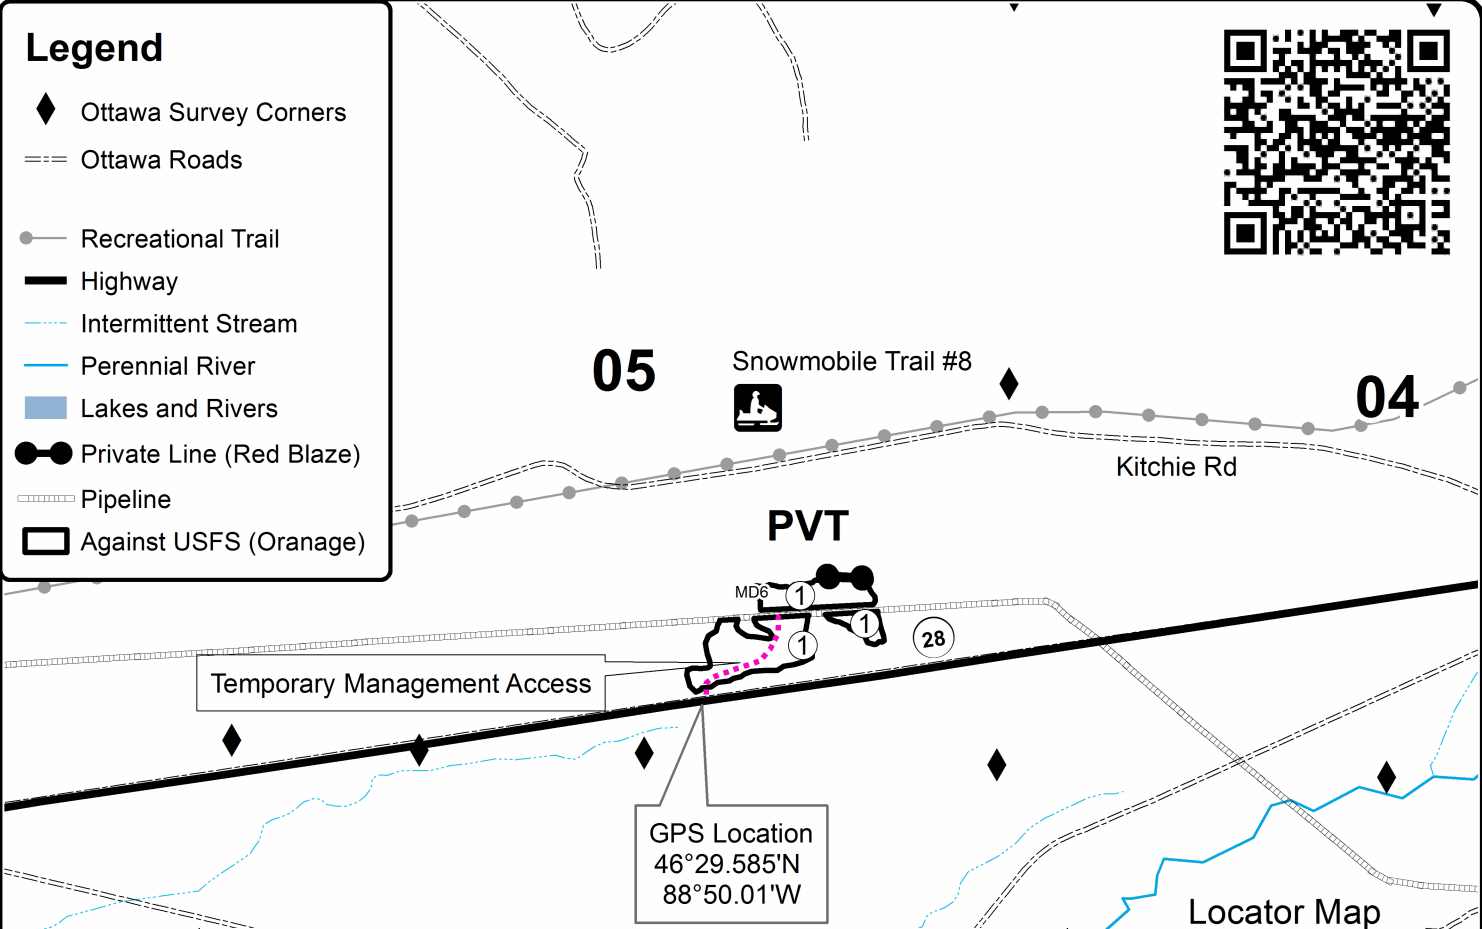 Legend
Ottawa Survey Corners
Ottawa Roads
Recreational Trail
Highway
Intermittent Stream
Perennial River
Lakes and Rivers
Private Line (Red Blaze)
Pipeline
Against USFS (Oranage)
05
Snowmobile Trail #8
04
Kitchie Rd
PVT
MD6
1
1
1
28
Temporary Management Access
GPS Location
46°29.585'N
88°50.01'W
Locator Map